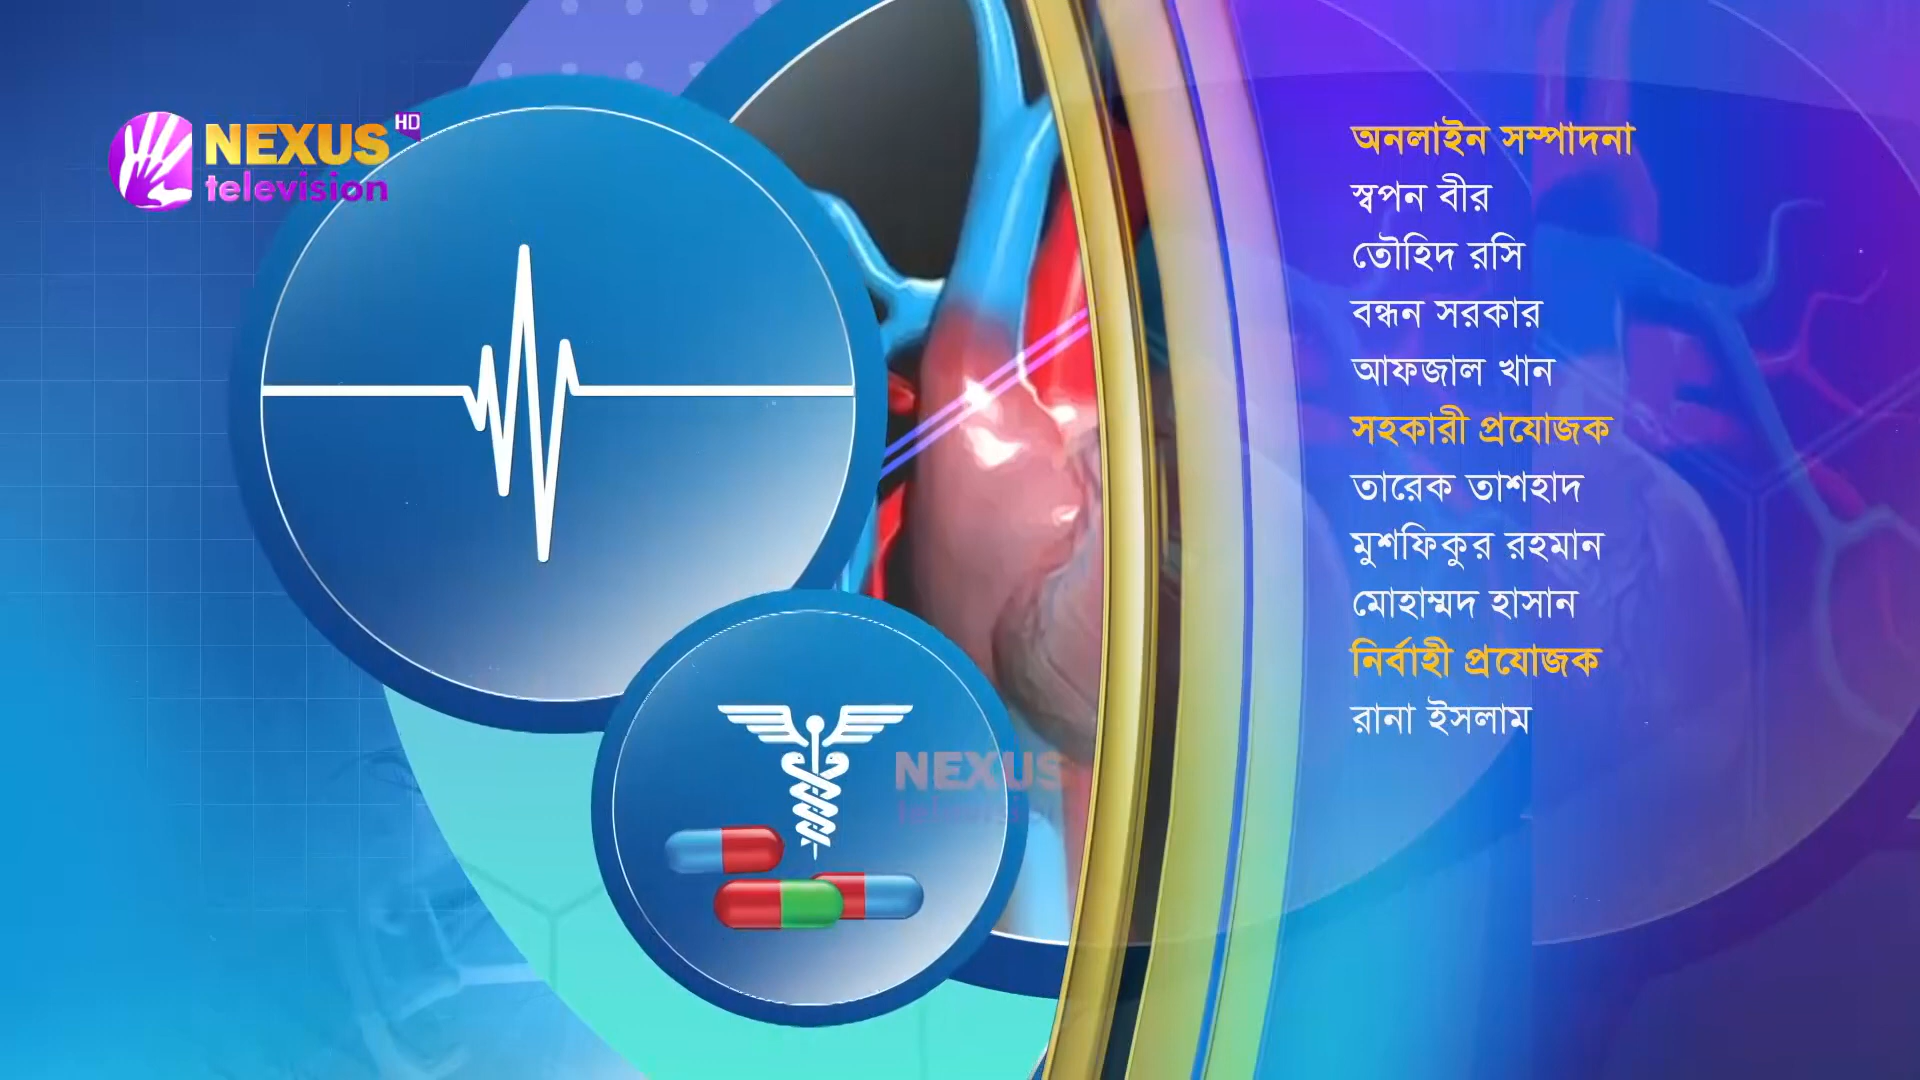 NEXUS HD
television
অনলাইন সম্পাদনা
স্বপন বীর
তৌহিদ রসি
বন্ধন সরকার
আফজাল খান
সহকারী প্রযোজক
তারেক তাশহাদ
মুশফিকুর রহমান
মোহাম্মদ হাসান
নির্বাহী প্রযোজক
রানা ইসলাম
NEXUS
television